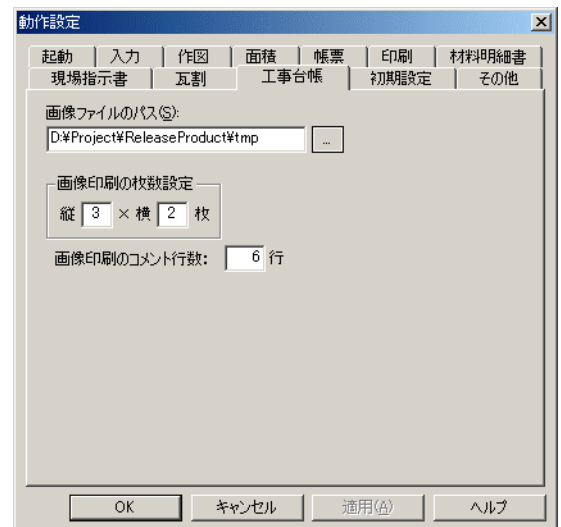 動作設定
起動 入力 作図 面積 帳票 印刷 材料明細書
現場指示書 瓦割 工事台帳 初期設定 その他
画像ファイルのパス(S):
D:¥Project¥ReleaseProduct¥tmp ...
画像印刷の枚数設定
縦 3 × 横 2 枚
画像印刷のコメント行数: 6 行
OK キャンセル 適用(A) ヘルプ